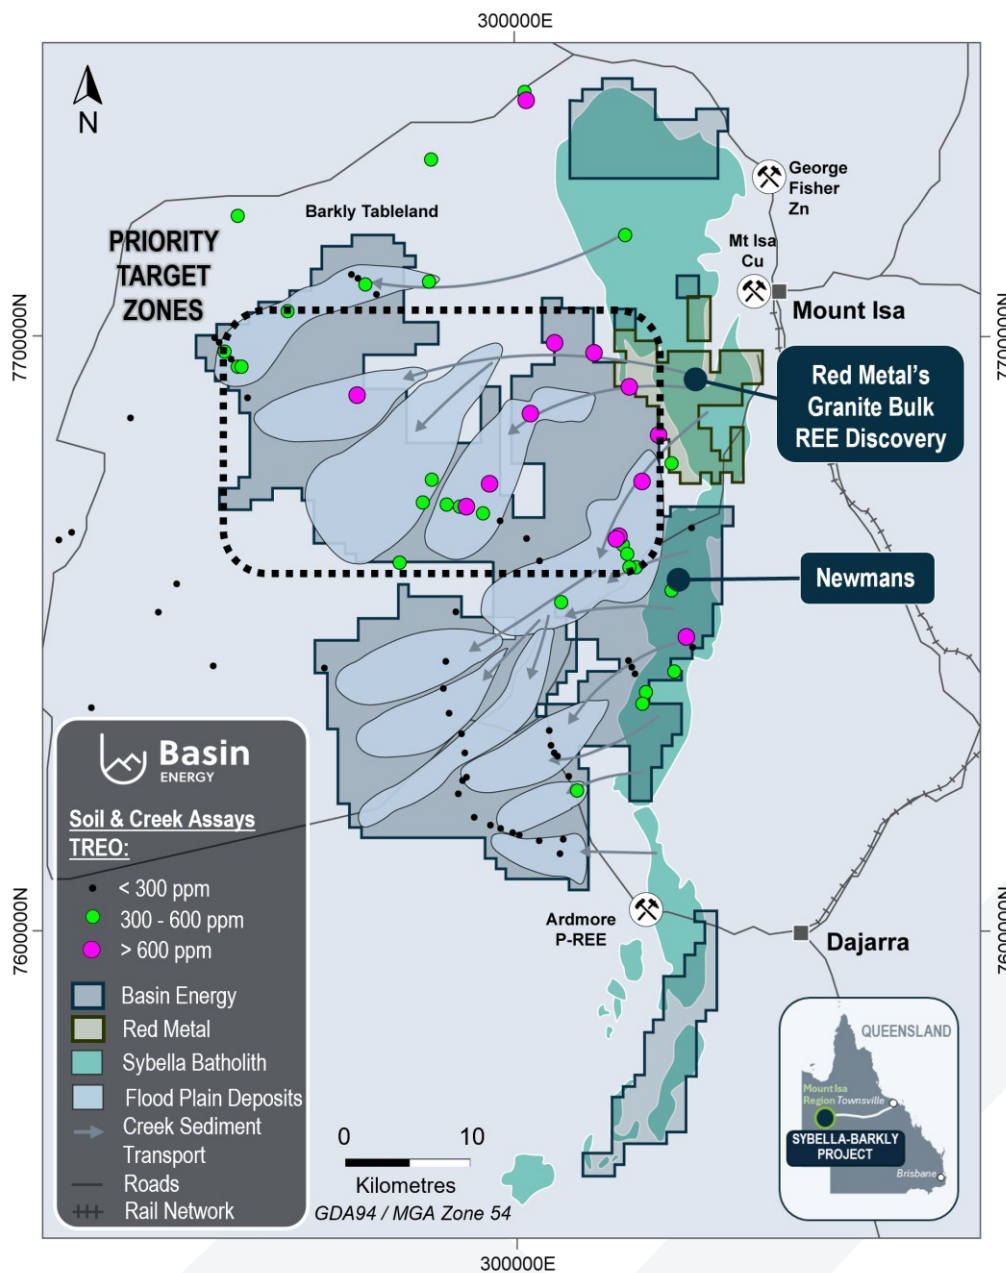 300000E
N
George
Fisher
Zn
Barkly Tableland
PRIORITY
TARGET
ZONES
Mt Isa
Cu
Mount Isa
7700000N
7700000N
Red Metal's
Granite Bulk
REE Discovery
Newmans
Basin
ENERGY
Soil & Creek Assays
TREO:
< 300 ppm
300 - 600 ppm
> 600 ppm
Basin Energy
Red Metal
Sybella Batholith
Flood Plain Deposits
Creek Sediment
Transport
Roads
Rail Network
Ardmore
P-REE
Dajarra
7600000N
7600000N
0 10
Kilometres
GDA94 / MGA Zone 54
QUEENSLAND
Mount Isa
Region
Townsville
SYBELLA-BARKLY
PROJECT
Brisbane
300000E